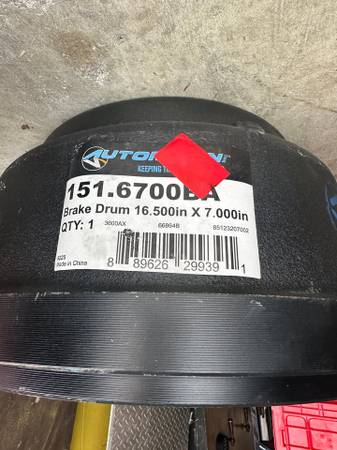 KEEPING
151.6700BA
Brake Drum 16.500in X 7.000in
QTY: 1 3600AX 66864B 85123207002
Made in China
8 89626 29939 1